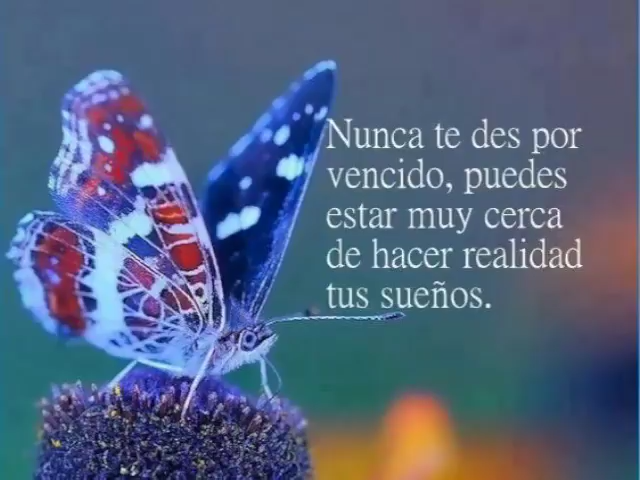 Nunca te des por
vencido, puedes
estar muy cerca
de hacer realidad
tus sueños.